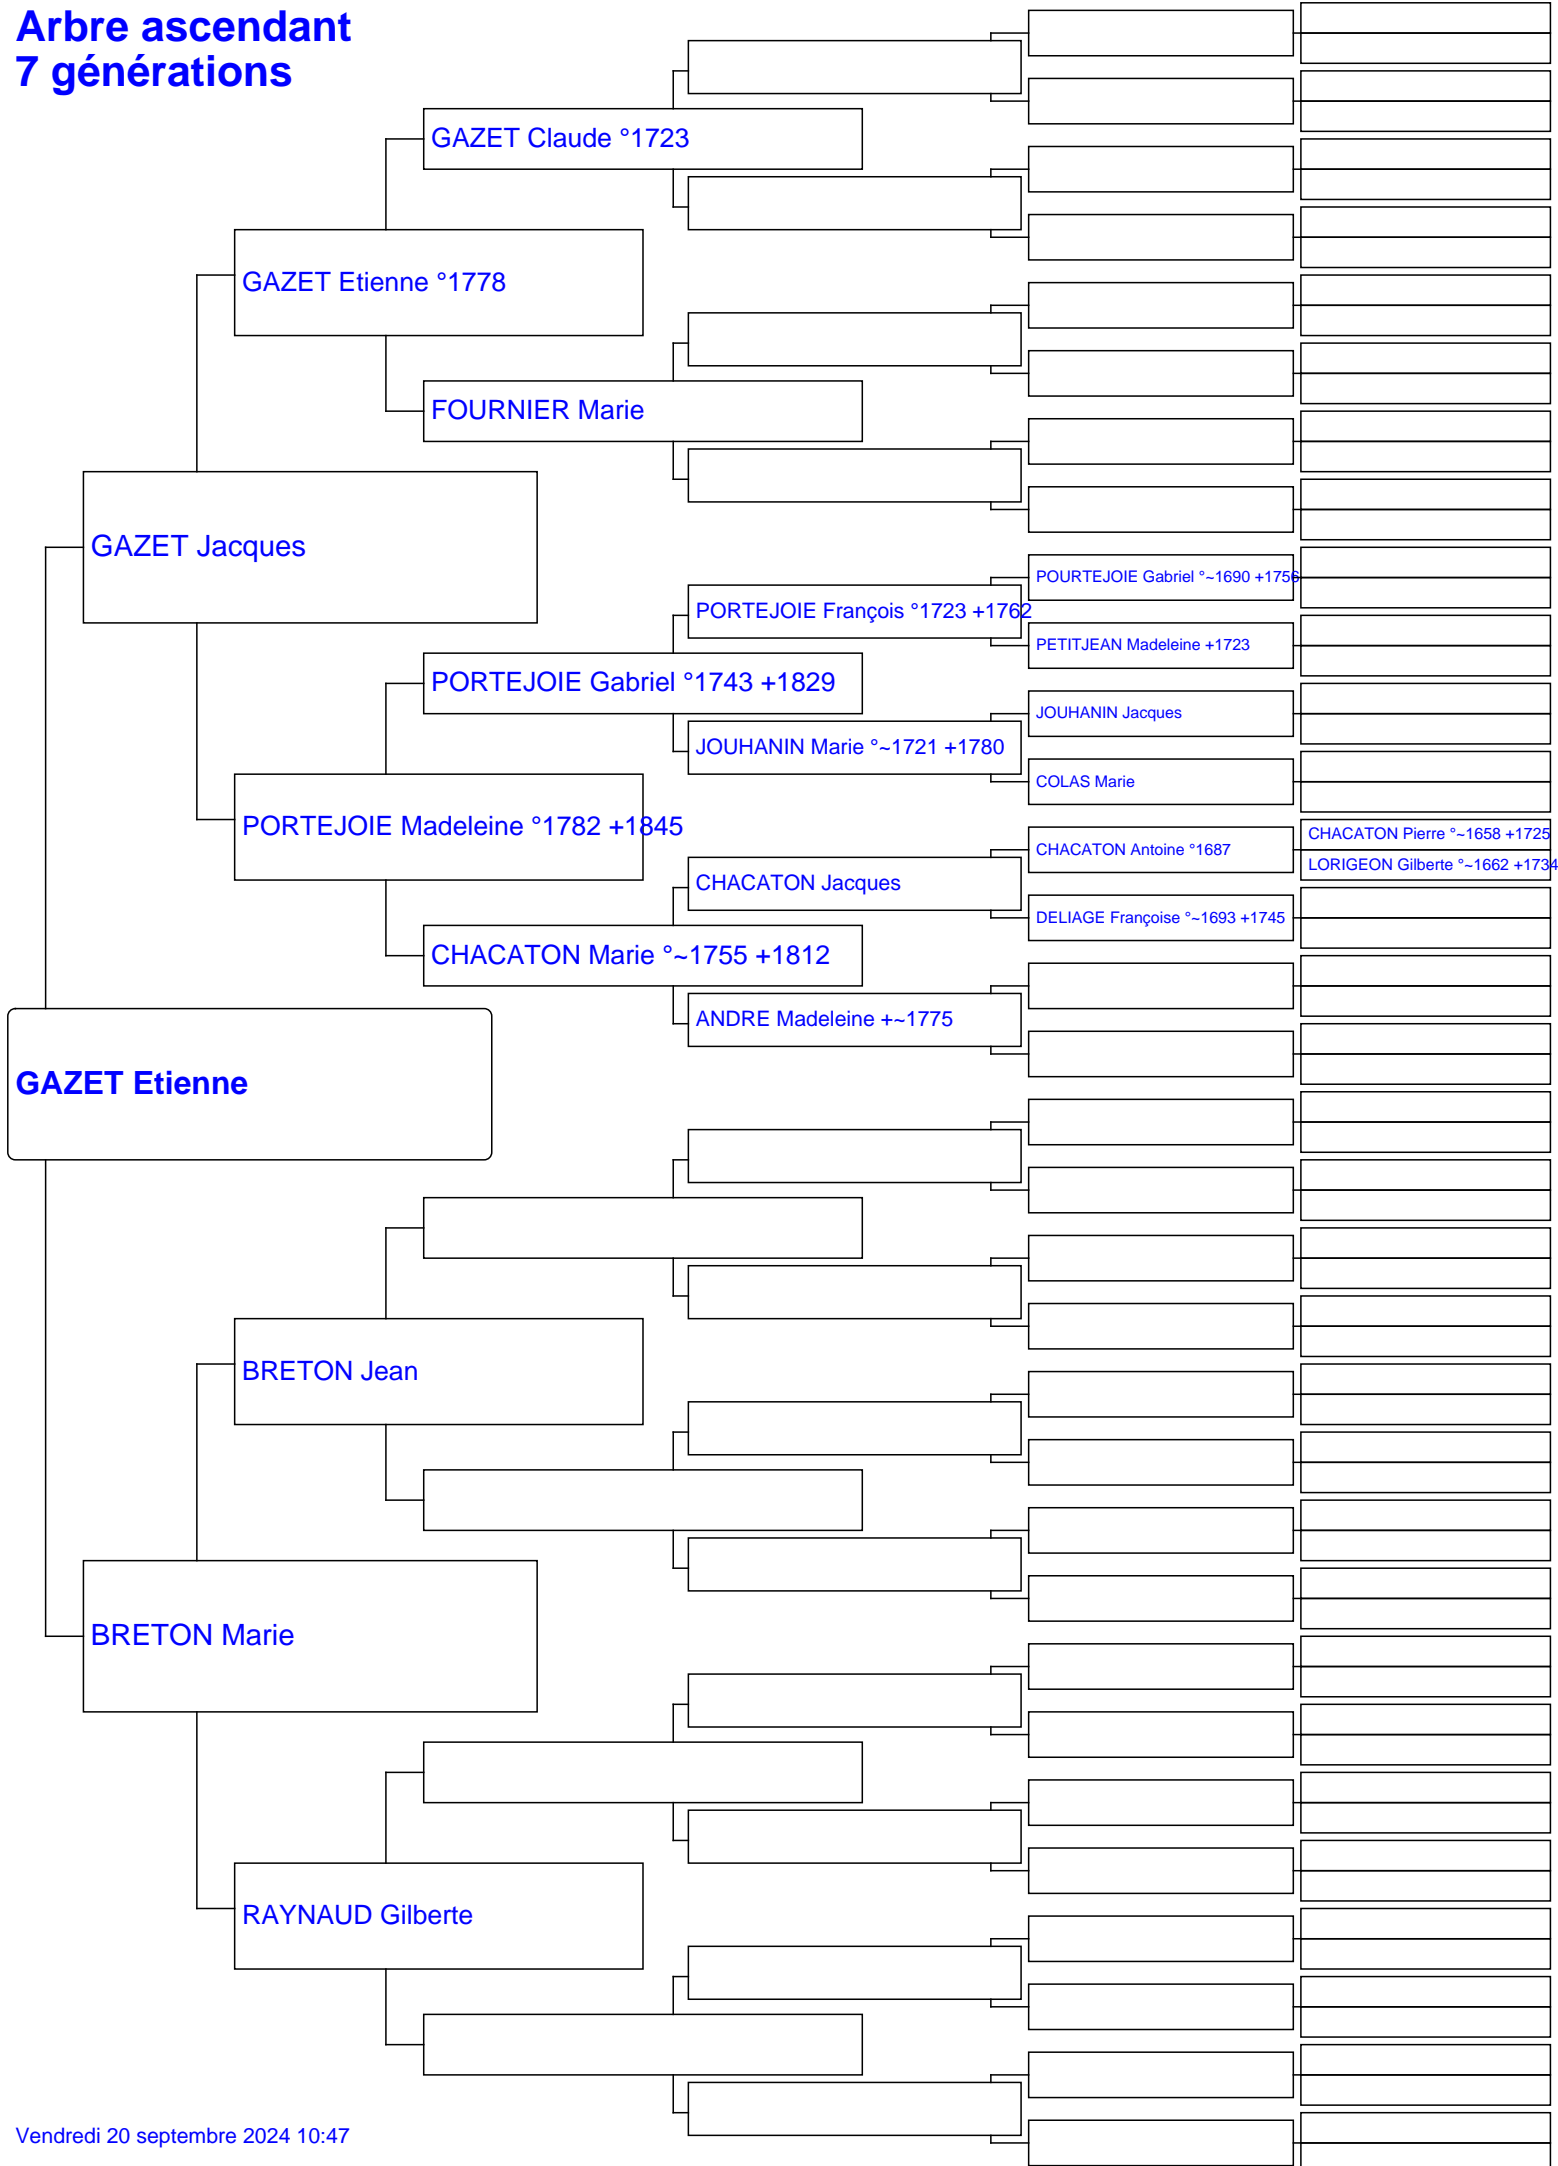 Arbre ascendant
7 générations
GAZET Claude °1723
GAZET Etienne °1778
FOURNIER Marie
GAZET Jacques
POURTEJOIE Gabriel °~1690 +1756
PORTEJOIE François °1723 +1762
PETITJEAN Madeleine +1723
PORTEJOIE Gabriel °1743 +1829
JOUHANIN Jacques
JOUHANIN Marie °~1721 +1780
COLAS Marie
PORTEJOIE Madeleine °1782 +1845
CHACATON Pierre °~1658 +1725
CHACATON Antoine °1687
LORIGEON Gilberte °~1662 +1734
CHACATON Jacques
DELIAGE Françoise °~1693 +1745
CHACATON Marie °~1755 +1812
ANDRE Madeleine +~1775
GAZET Etienne
BRETON Jean
BRETON Marie
RAYNAUD Gilberte
Vendredi 20 septembre 2024 10:47